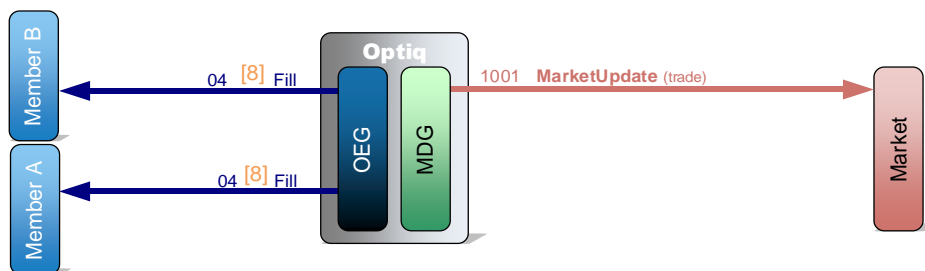 Member B
04 [8] Fill
Optiq
OEG
MDG
1001 MarketUpdate (trade)
Market
Member A
04 [8] Fill